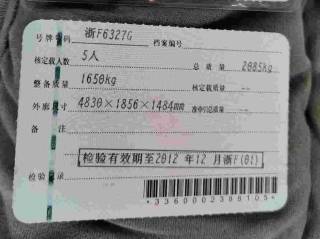 号牌号码 浙F6327G 档案编号
核定载人数 5人 总质量 2085kg
整备质量 1650kg 核定载质量 --
外廓尺寸 4830×1856×1484mm 准牵引总质量 --
备注
检验有效期至2012 年 12 月浙F(01)
检验记录
*3360002388105*